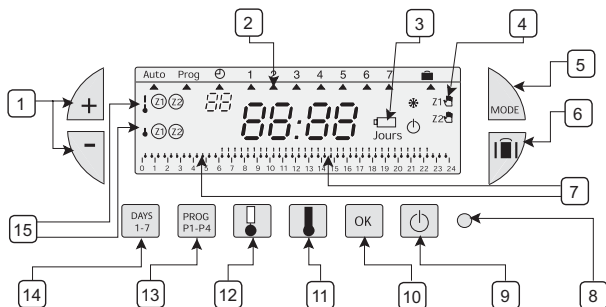 2
3
4
Auto Prog 1 2 3 4 5 6 7
5
1
+
Z1 Z2
88
88:88
Z1
Z2
MODE
-
Z1 Z2
Jours
6
0 1 2 3 4 5 6 7 8 9 10 11 12 13 14 15 16 17 18 19 20 21 22 23 24
7
15
DAYS
1-7
PROG
P1-P4
OK
14
13
12
11
10
9
8